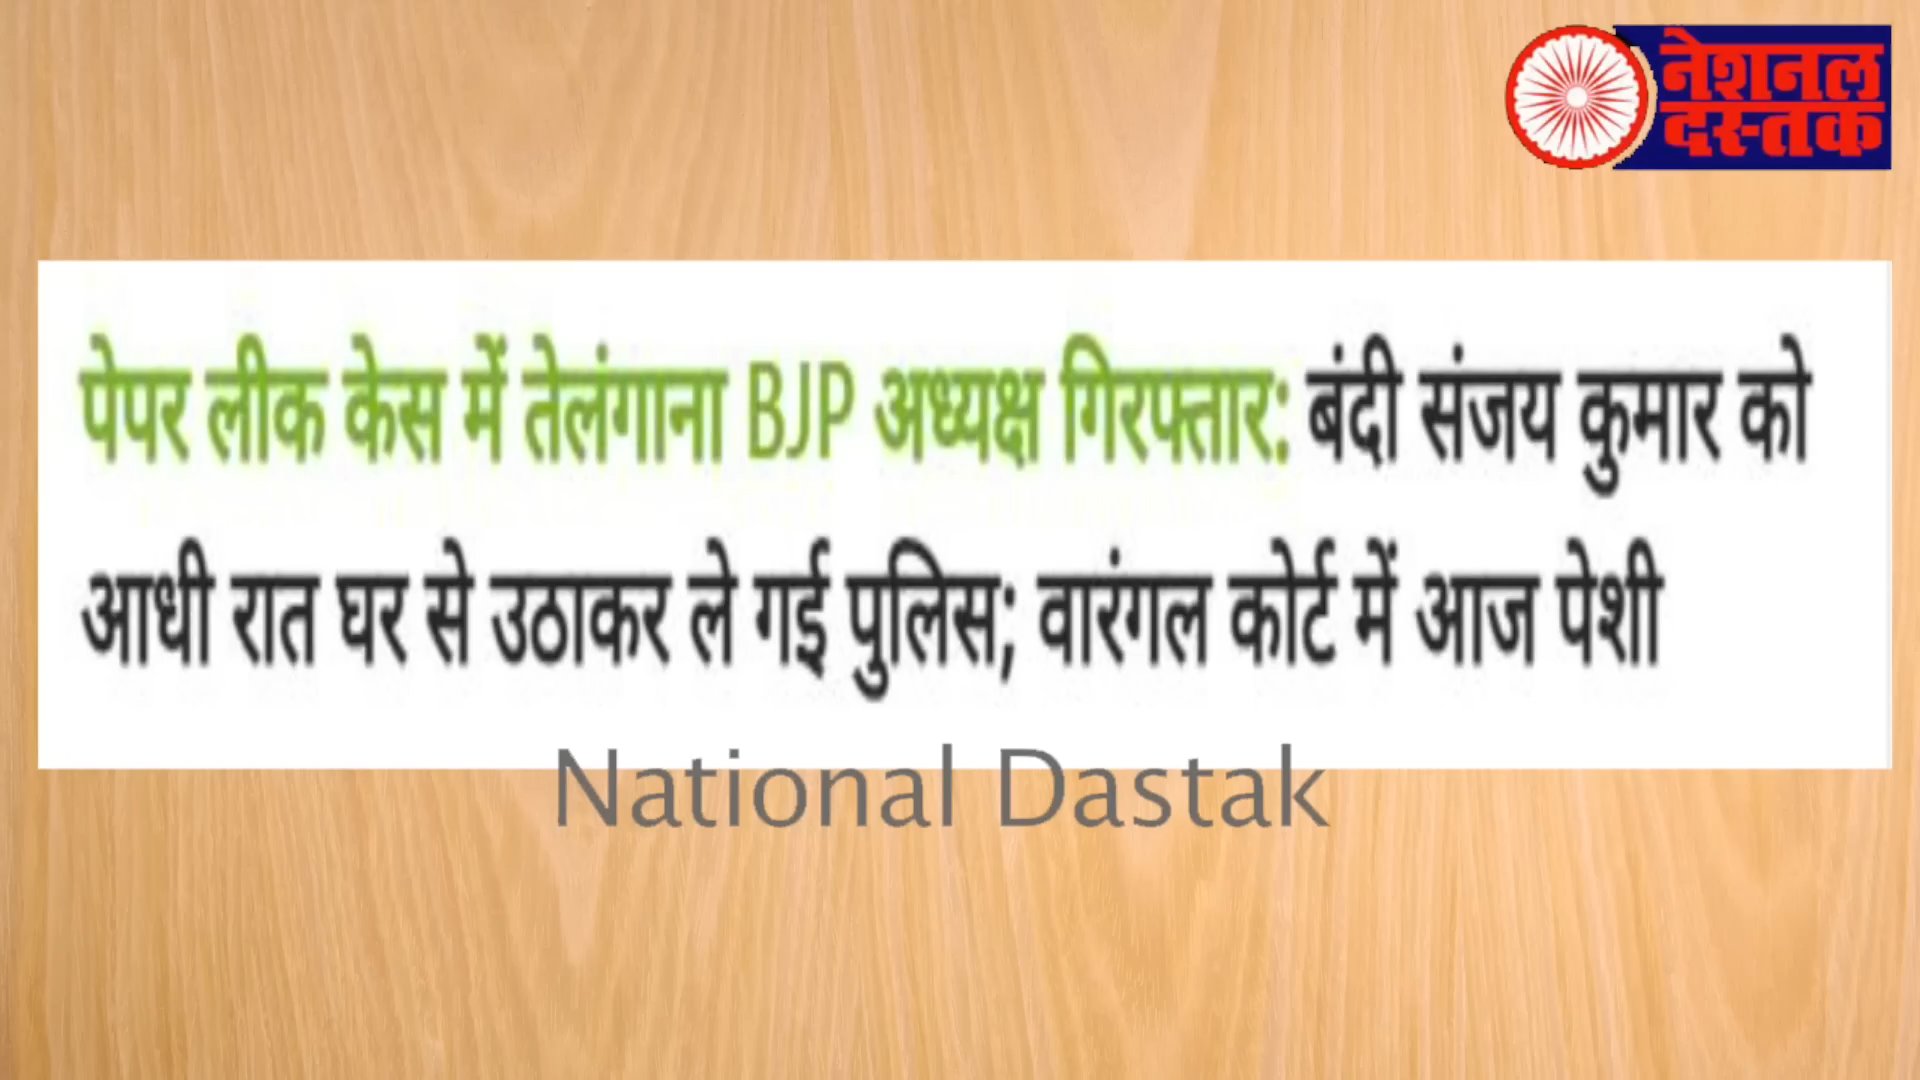 नेशनल
दस्तक
पेपर लीक केस में तेलंगाना BJP अध्यक्ष गिरफ्तार: बंदी संजय कुमार को
आधी रात घर से उठाकर ले गई पुलिस; वारंगल कोर्ट में आज पेशी
National Dastak